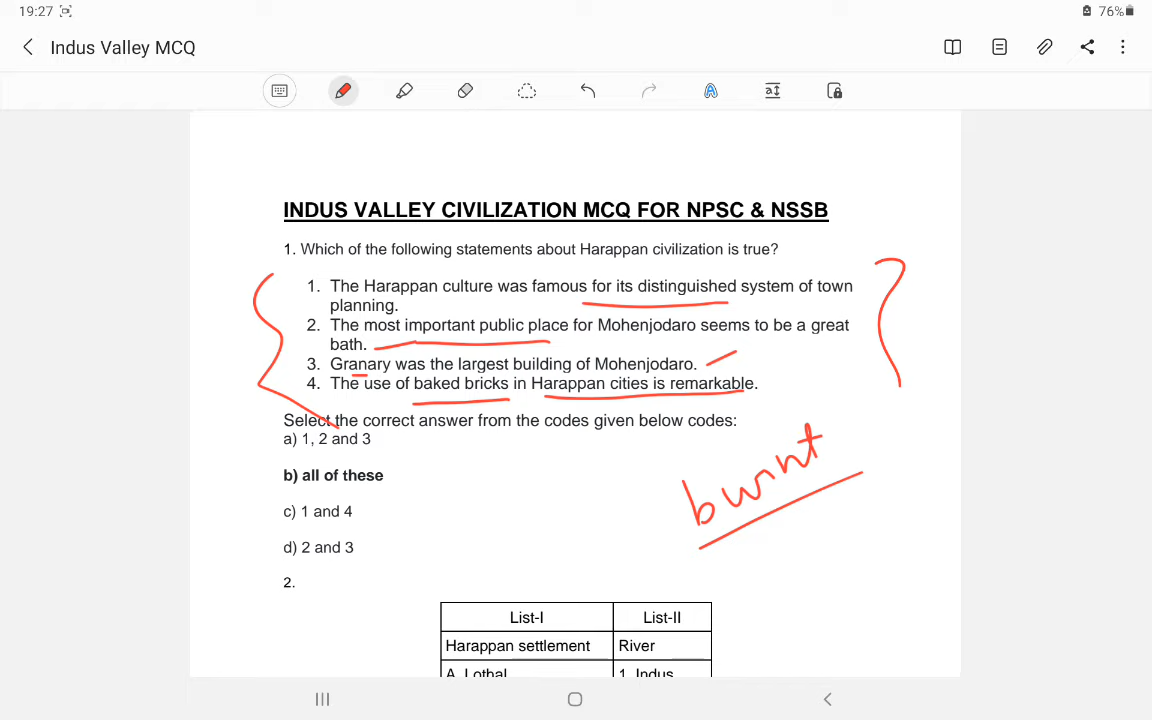 19:27
76%
Indus Valley MCQ
INDUS VALLEY CIVILIZATION MCQ FOR NPSC & NSSB
1. Which of the following statements about Harappan civilization is true?
1. The Harappan culture was famous for its distinguished system of town
planning.
2. The most important public place for Mohenjodaro seems to be a great
bath.
3. Granary was the largest building of Mohenjodaro.
4. The use of baked bricks in Harappan cities is remarkable.
Select the correct answer from the codes given below codes:
a) 1, 2 and 3
b) all of these
burnt
c) 1 and 4
d) 2 and 3
2.
List-I List-II
Harappan settlement River
A. Lothal 1. Indus